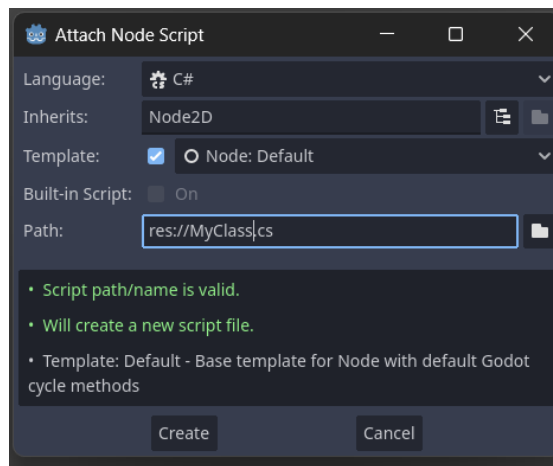 Attach Node Script
Language: C#
Inherits: Node2D
Template: Node: Default
Built-in Script: On
Path: res://MyClass.cs
• Script path/name is valid.
• Will create a new script file.
• Template: Default - Base template for Node with default Godot
cycle methods
Create Cancel